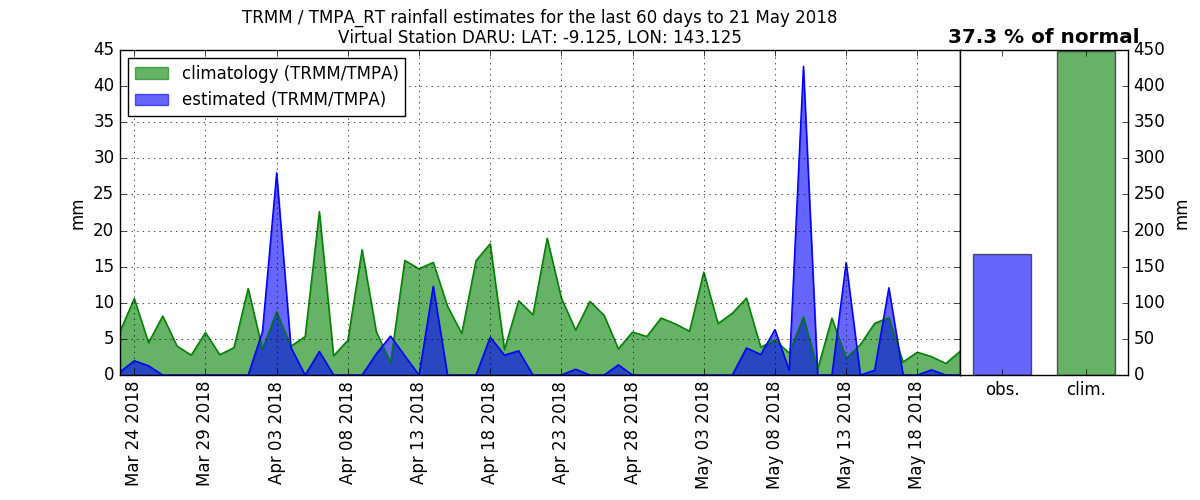 TRMM / TMPA_RT rainfall estimates for the last 60 days to 21 May 2018
Virtual Station DARU: LAT: -9.125, LON: 143.125
37.3 % of normal
climatology (TRMM/TMPA)
estimated (TRMM/TMPA)
45
40
35
30
25
20
15
10
5
0
mm
Mar 24 2018
Mar 29 2018
Apr 03 2018
Apr 08 2018
Apr 13 2018
Apr 18 2018
Apr 23 2018
Apr 28 2018
May 03 2018
May 08 2018
May 13 2018
May 18 2018
obs.
clim.
450
400
350
300
250
200
150
100
50
0
mm